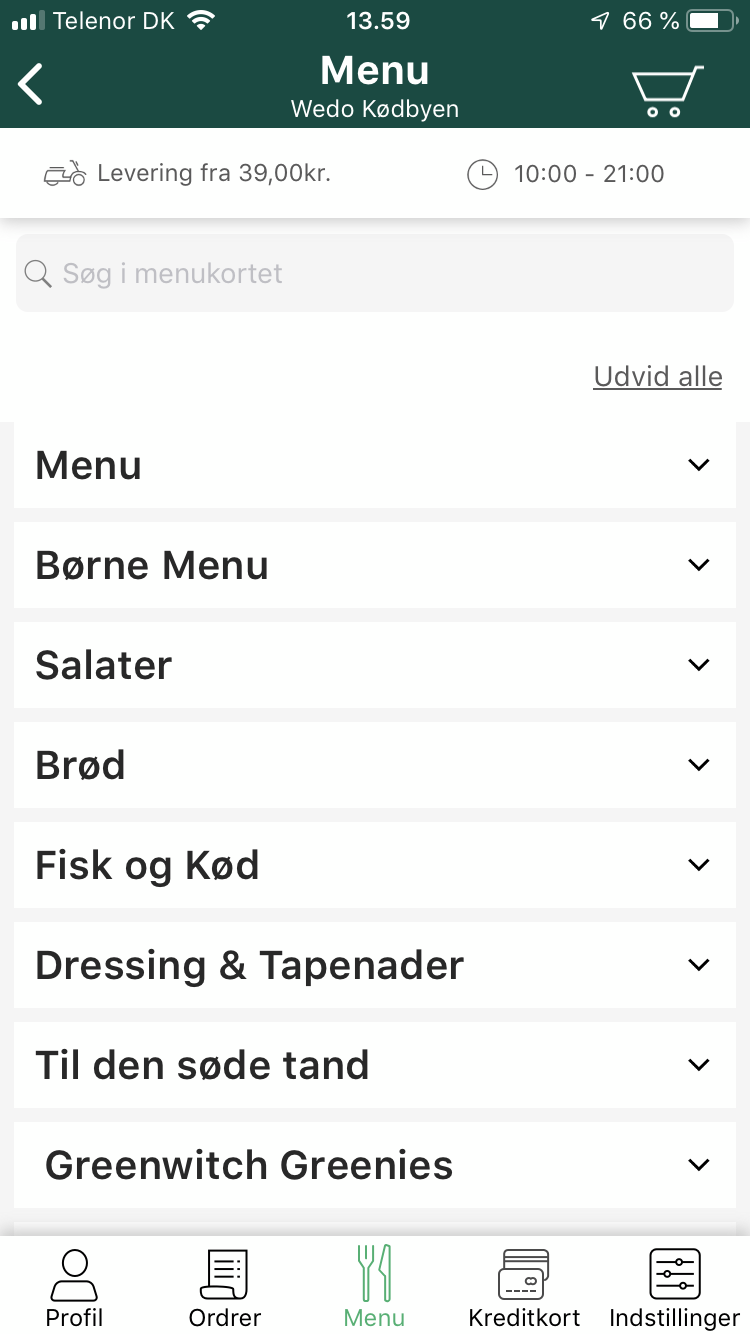 Telenor DK 13.59 66 %
Menu
Wedo Kødbyen
Levering fra 39,00kr. 10:00 - 21:00
Søg i menukortet
Udvid alle
Menu
Børne Menu
Salater
Brød
Fisk og Kød
Dressing & Tapenader
Til den søde tand
Greenwitch Greenies
Profil Ordrer Menu Kreditkort Indstillinger